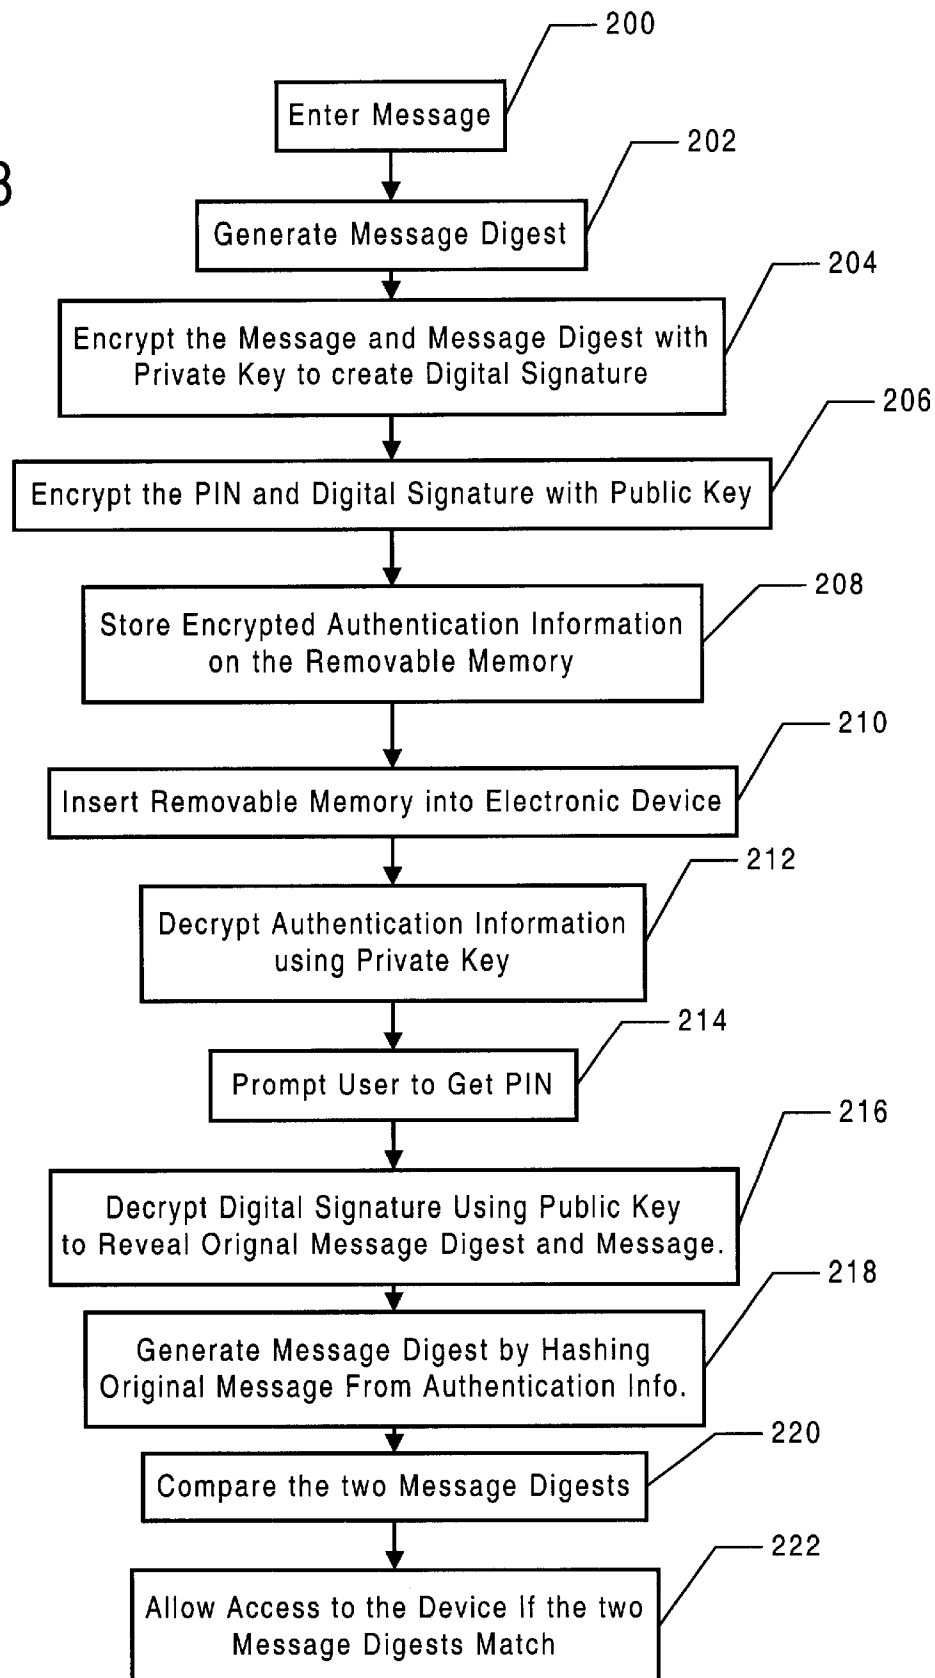 200
Enter Message
202
3
Generate Message Digest
204
Encrypt the Message and Message Digest with
Private Key to create Digital Signature
206
Encrypt the PIN and Digital Signature with Public Key
208
Store Encrypted Authentication Information
on the Removable Memory
210
Insert Removable Memory into Electronic Device
212
Decrypt Authentication Information
using Private Key
214
Prompt User to Get PIN
216
Decrypt Digital Signature Using Public Key
to Reveal Orignal Message Digest and Message.
218
Generate Message Digest by Hashing
Original Message From Authentication Info.
220
Compare the two Message Digests
222
Allow Access to the Device If the two
Message Digests Match